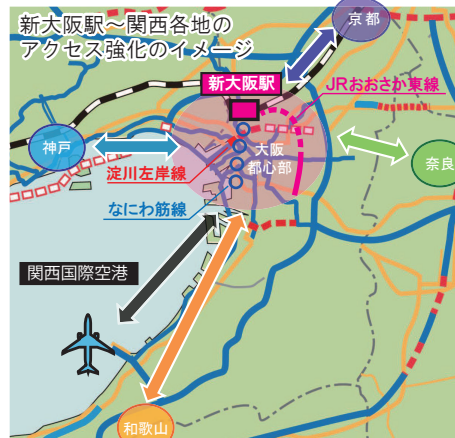 新大阪駅～関西各地の
アクセス強化のイメージ
京都
新大阪駅
JRおおさか東線
神戸
大阪
都心部
奈良
淀川左岸線
なにわ筋線
関西国際空港
和歌山